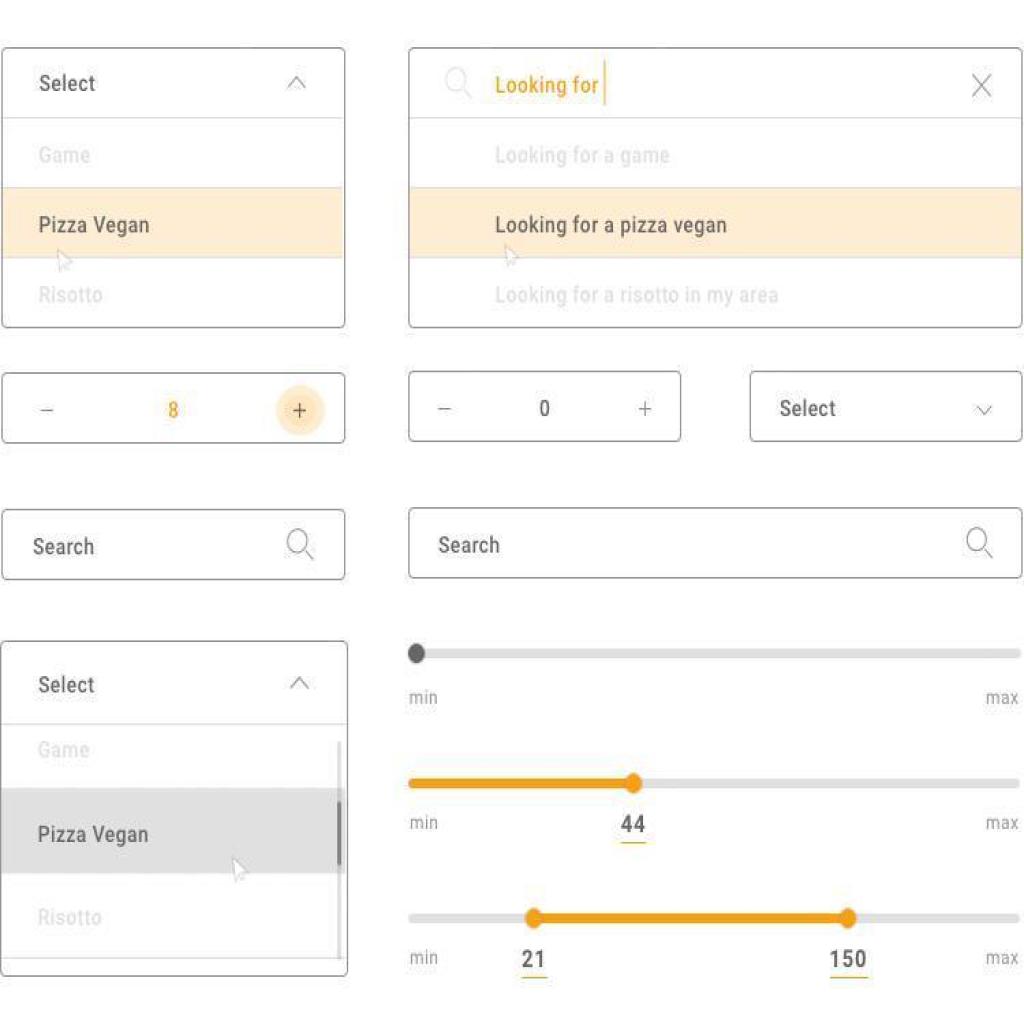 Select
Game
Pizza Vegan
Risotto
Looking for
Looking for a game
Looking for a pizza vegan
Looking for a risotto in my area
− 8 +
− 0 +
Select
Search
Search
Select
Game
Pizza Vegan
Risotto
min max
min 44 max
min 21 150 max